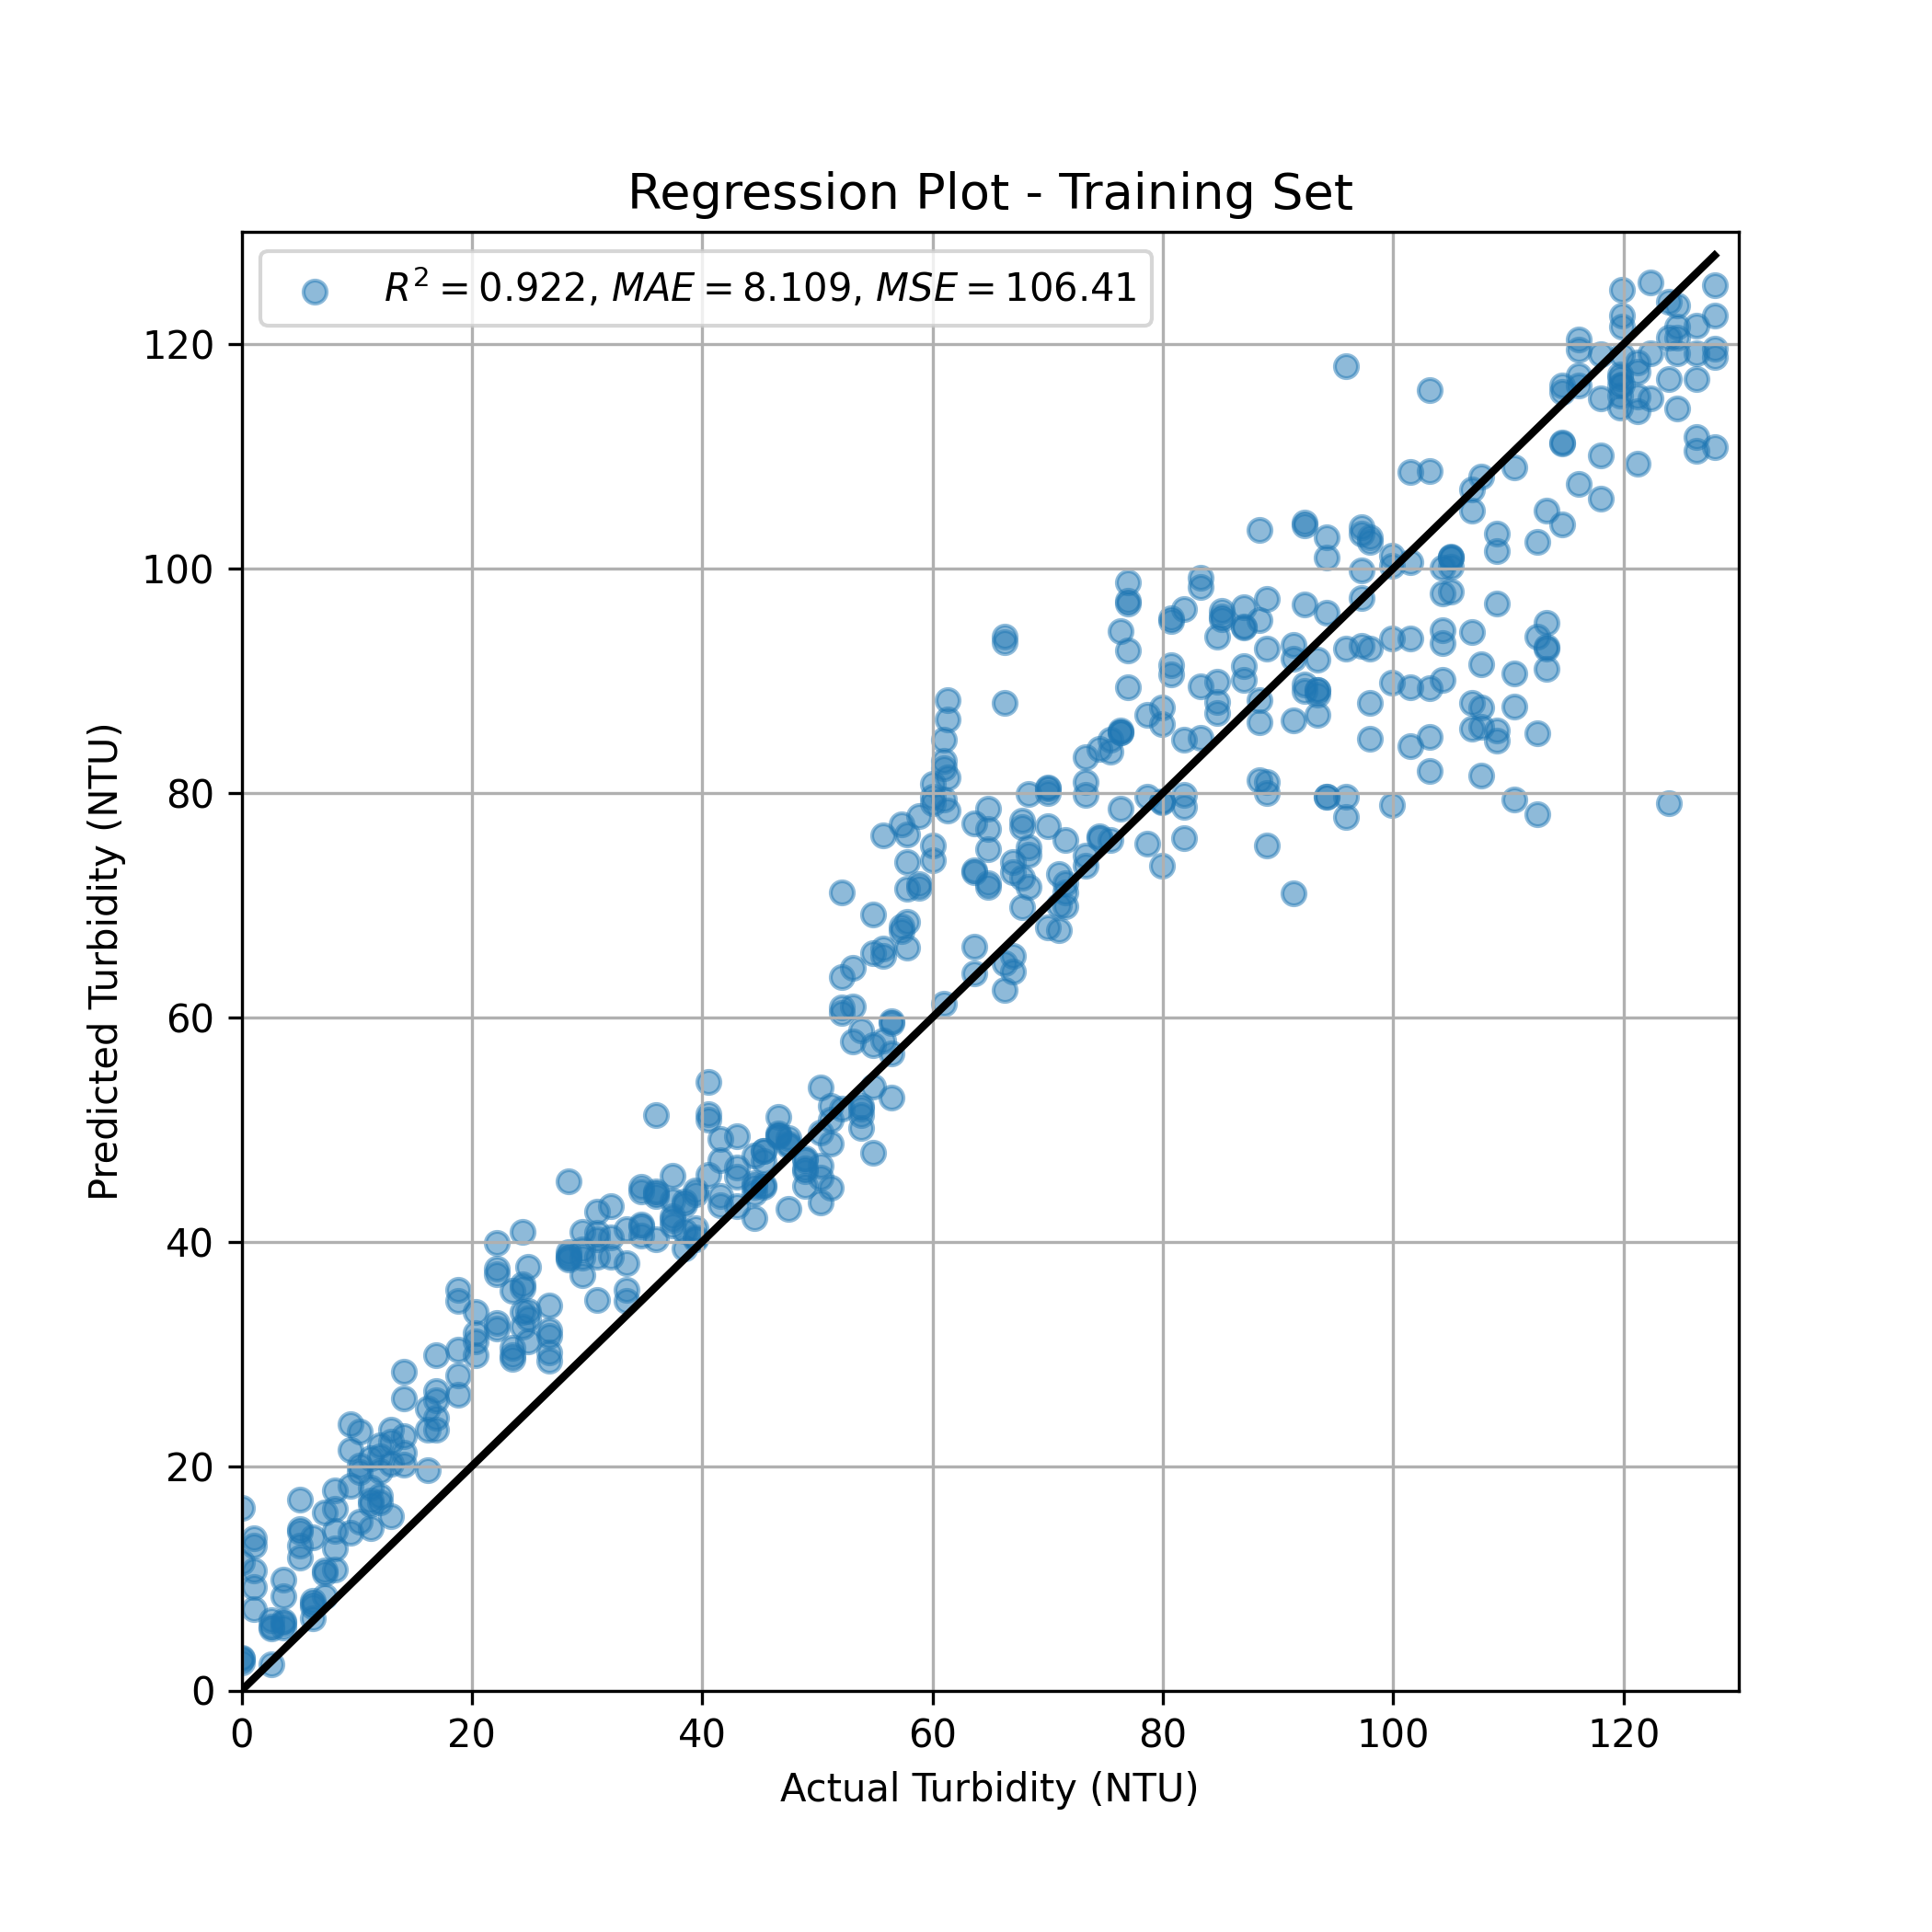 Regression Plot - Training Set
R² = 0.922, MAE = 8.109, MSE = 106.41
Predicted Turbidity (NTU)
120
100
80
60
40
20
0
0 20 40 60 80 100 120
Actual Turbidity (NTU)